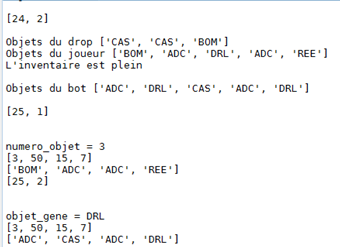 [24, 2]
Objets du drop ['CAS', 'CAS', 'BOM']
Objets du joueur ['BOM', 'ADC', 'DRL', 'ADC', 'REE']
L'inventaire est plein
Objets du bot ['ADC', 'DRL', 'CAS', 'ADC', 'DRL']
[25, 1]
numero_objet = 3
[3, 50, 15, 7]
['BOM', 'ADC', 'ADC', 'REE']
[25, 2]
objet_gene = DRL
[3, 50, 15, 7]
['ADC', 'CAS', 'ADC', 'DRL']